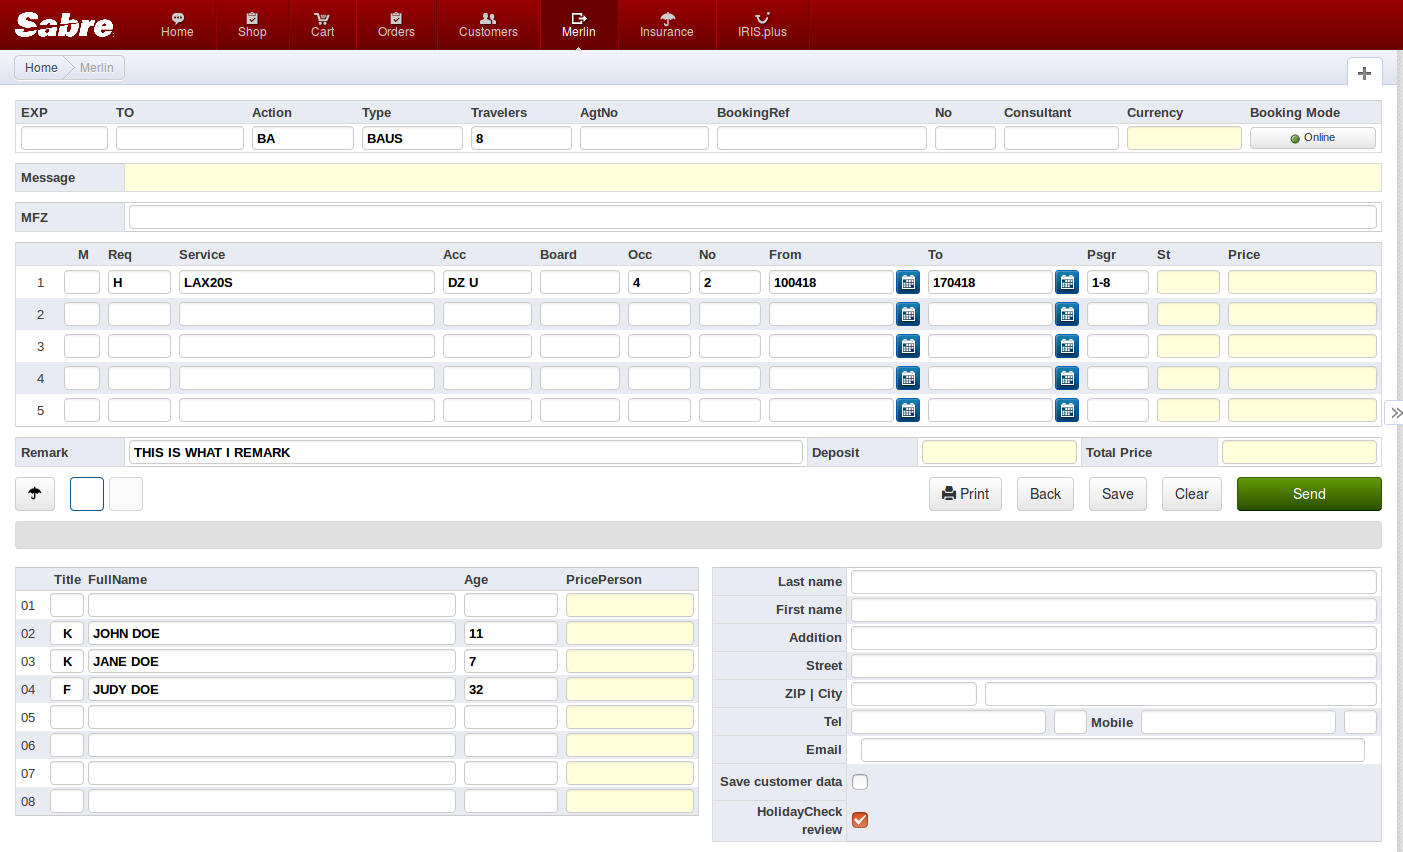 Sabre
Home Shop Cart Orders Customers Merlin Insurance IRIS.plus
Home Merlin
EXP TO Action Type Travelers AgtNo BookingRef No Consultant Currency Booking Mode
BA BAUS 8 Online
Message
MFZ
M Req Service Acc Board Occ No From To Psgr St Price
1 H LAX20S DZ U 4 2 100418 170418 1-8
2
3
4
5
Remark THIS IS WHAT I REMARK Deposit Total Price
Print Back Save Clear Send
Title FullName Age PricePerson
01
02 K JOHN DOE 11
03 K JANE DOE 7
04 F JUDY DOE 32
05
06
07
08
Last name
First name
Addition
Street
ZIP | City
Tel Mobile
Email
Save customer data
HolidayCheck
review